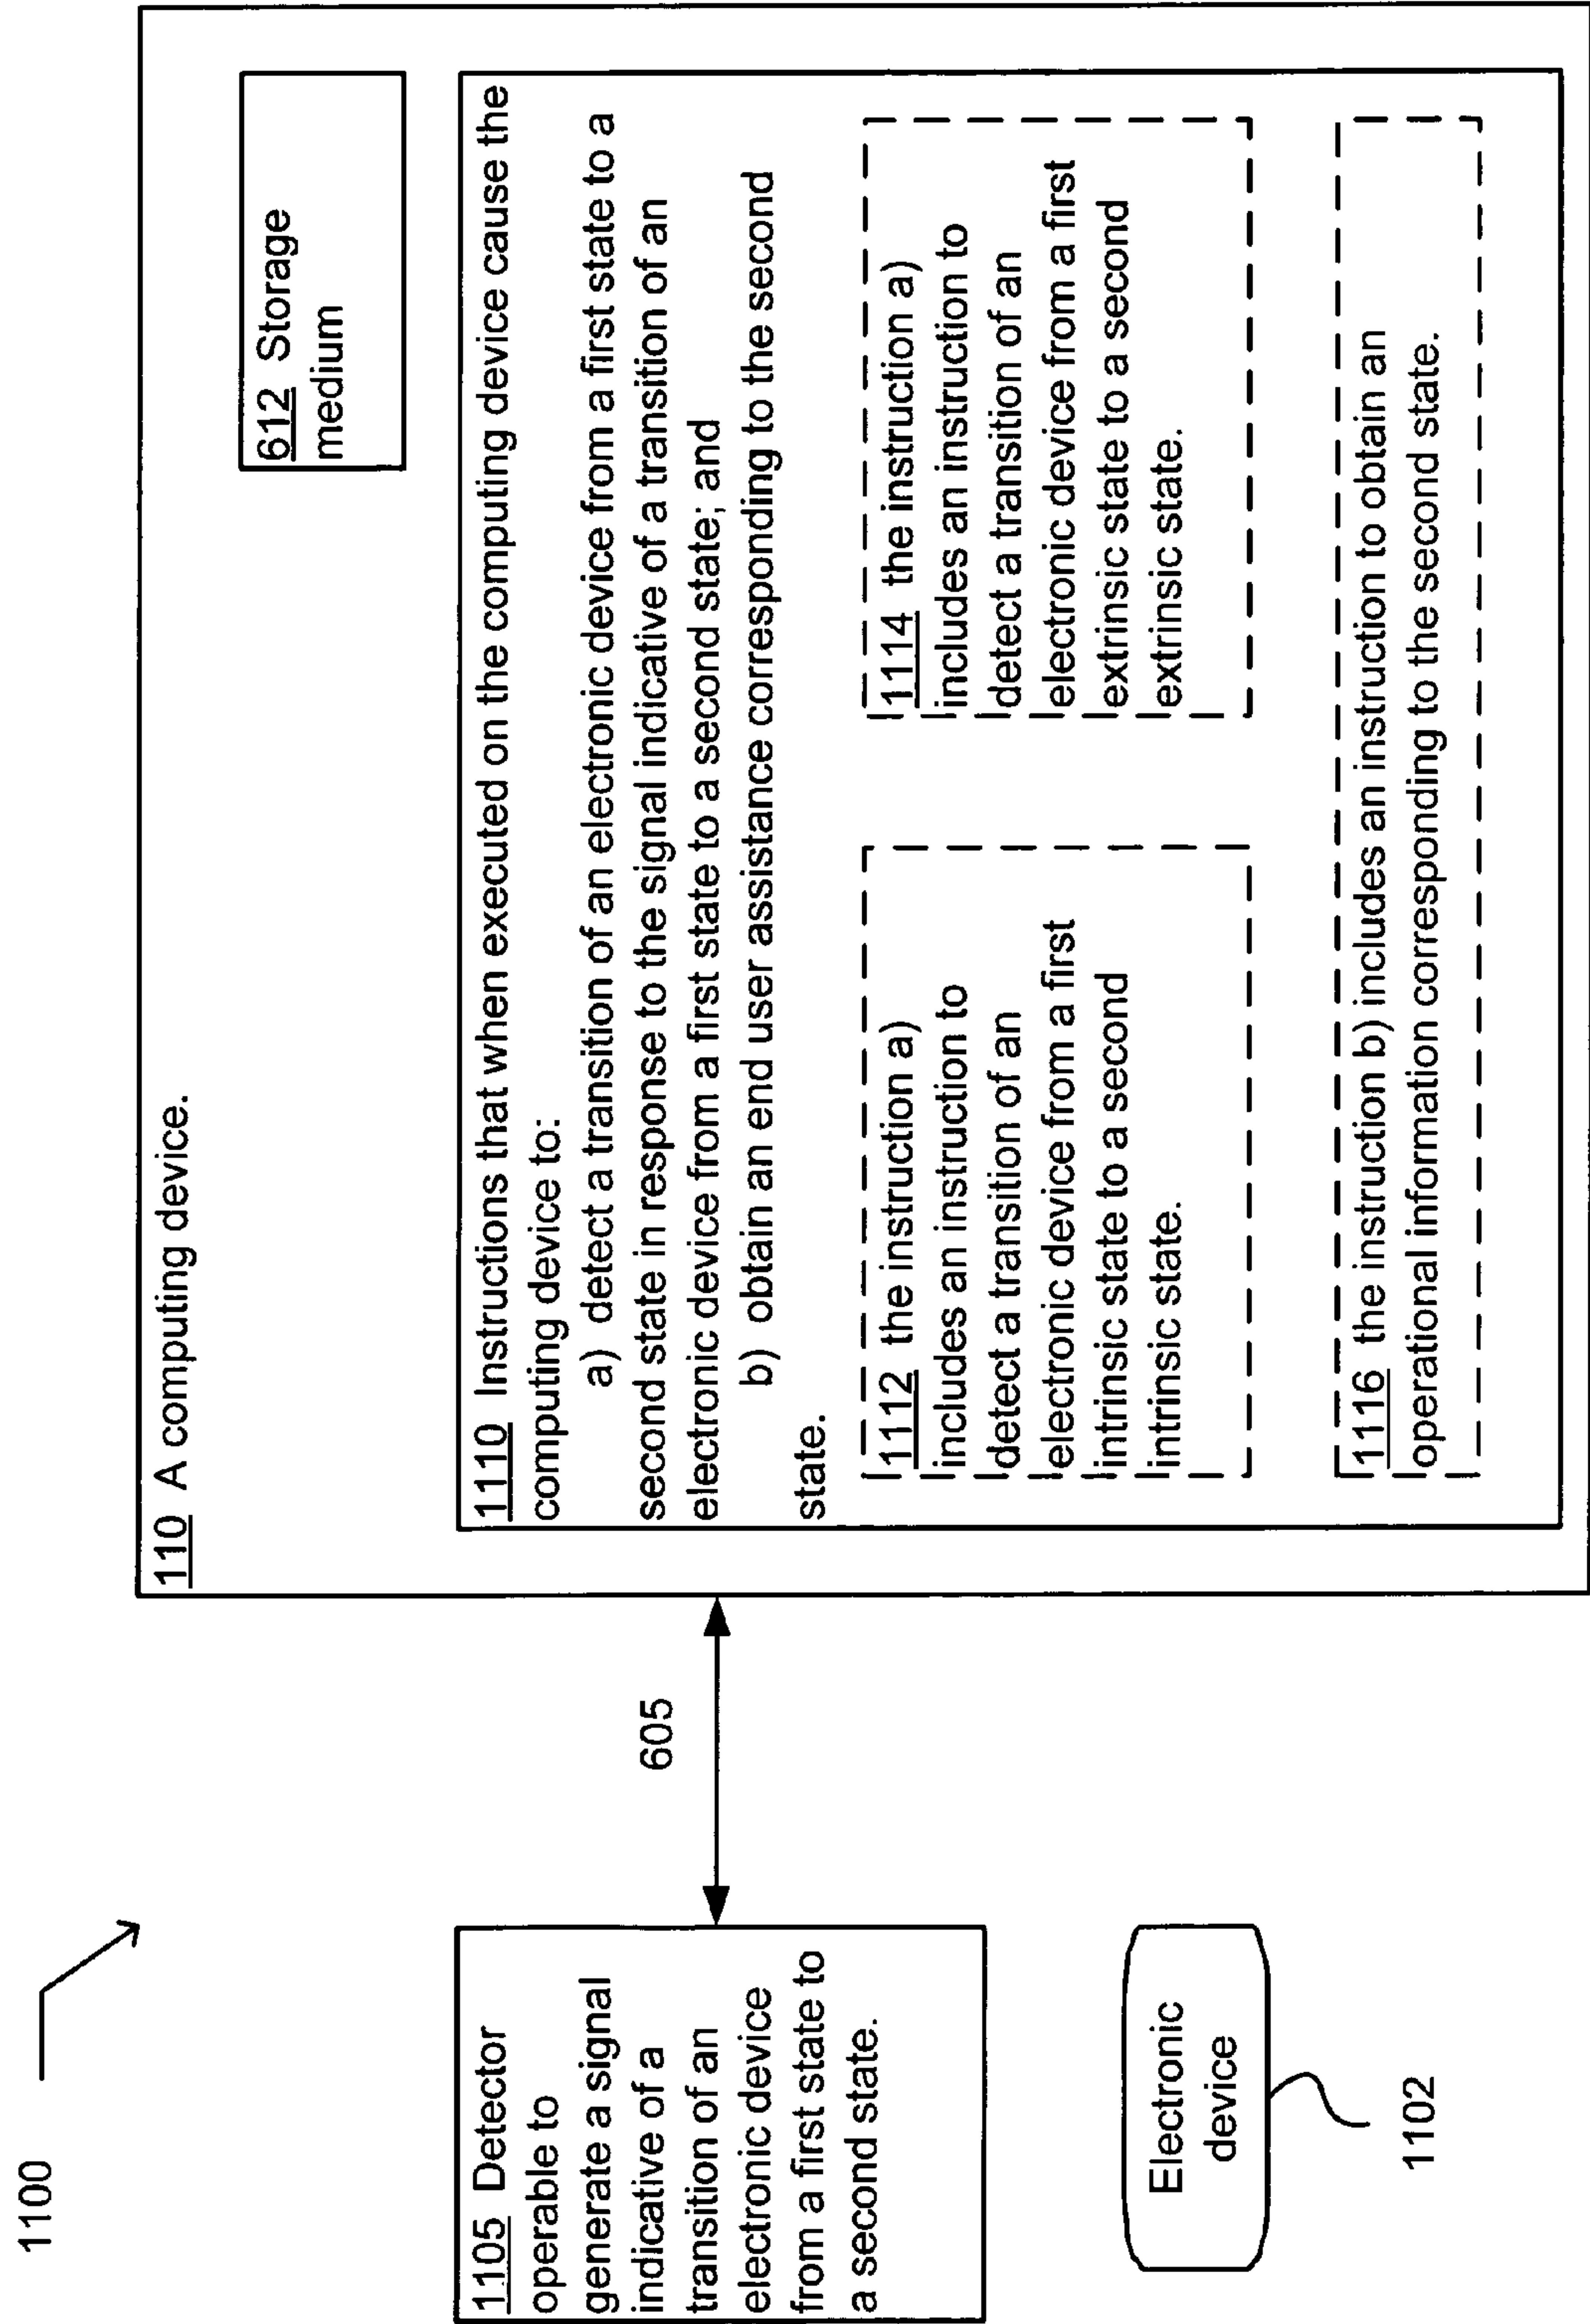 1100
110 A computing device.
612 Storage
medium
1110 Instructions that when executed on the computing device cause the
computing device to:
a) detect a transition of an electronic device from a first state to a
second state in response to the signal indicative of a transition of an
electronic device from a first state to a second state; and
b) obtain an end user assistance corresponding to the second
state.
1112 the instruction a)
includes an instruction to
detect a transition of an
electronic device from a first
intrinsic state to a second
intrinsic state.
1114 the instruction a)
includes an instruction to
detect a transition of an
electronic device from a first
extrinsic state to a second
extrinsic state.
1116 the instruction b) includes an instruction to obtain an
operational information corresponding to the second state.
605
1105 Detector
operable to
generate a signal
indicative of a
transition of an
electronic device
from a first state to
a second state.
Electronic
device
1102